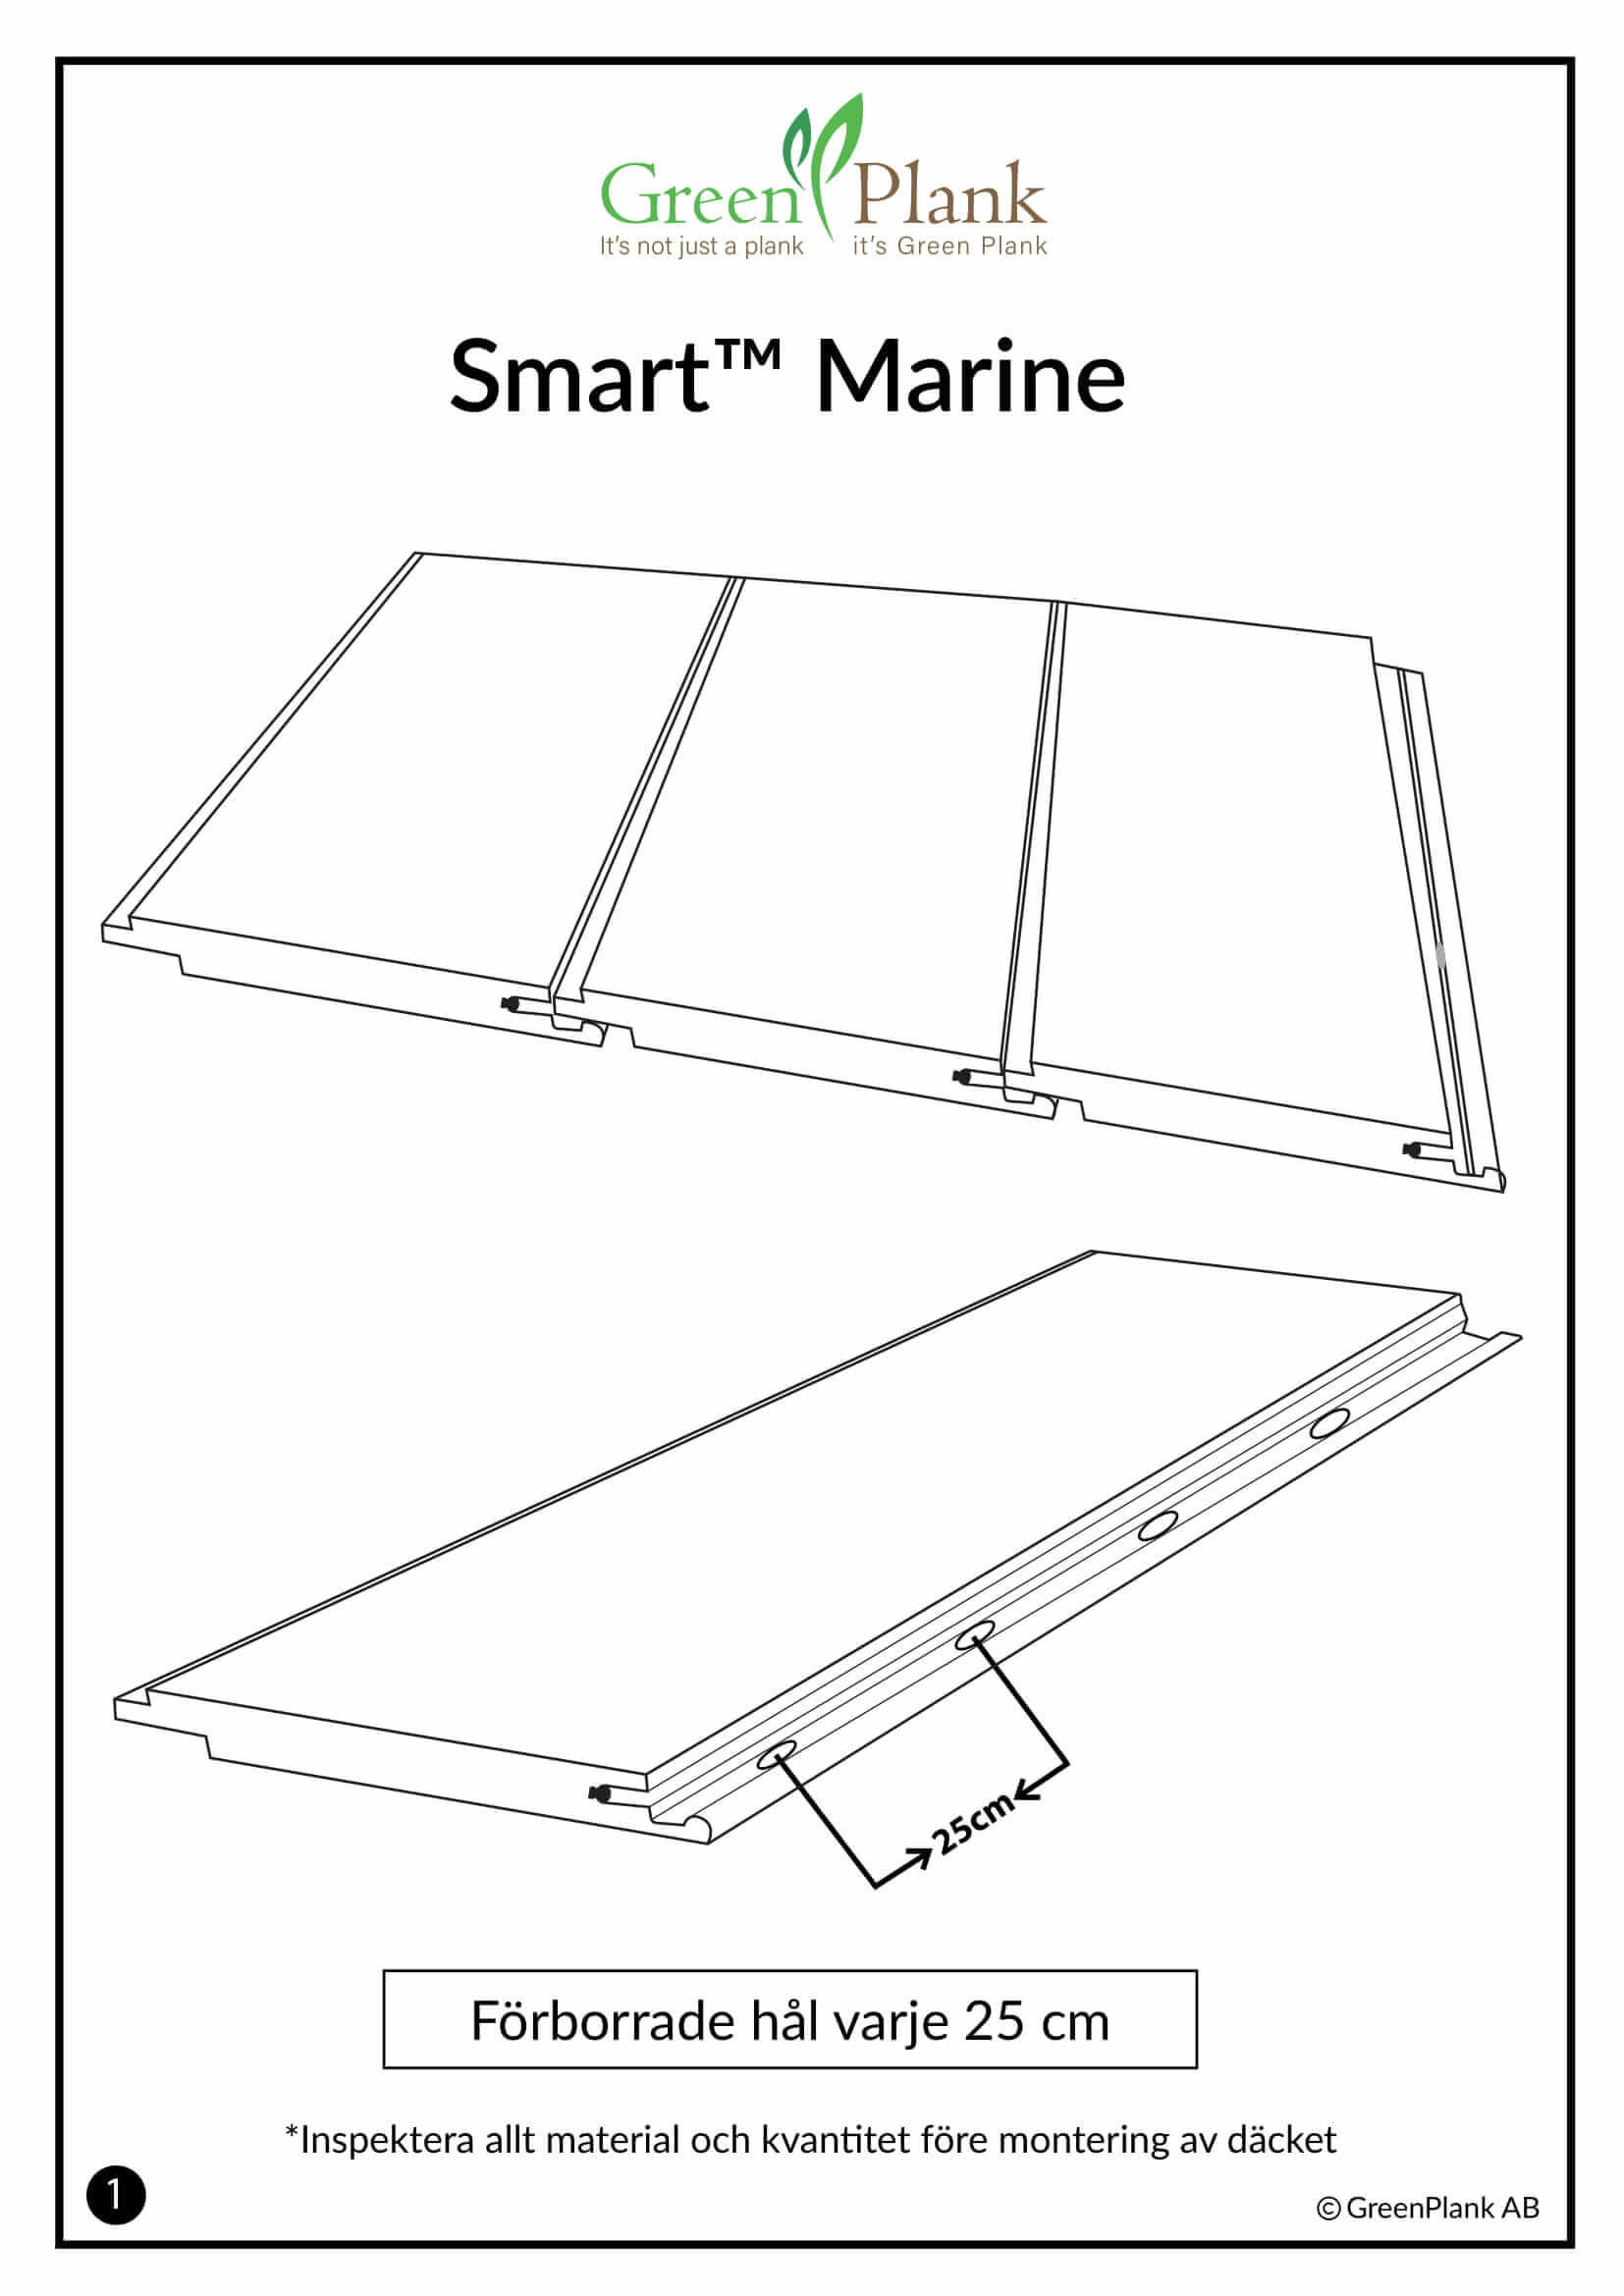 Green Plank
It's not just a plank it's Green Plank
Smart™ Marine
25cm
Förborrade hål varje 25 cm
*Inspektera allt material och kvantitet före montering av däcket
1
© GreenPlank AB